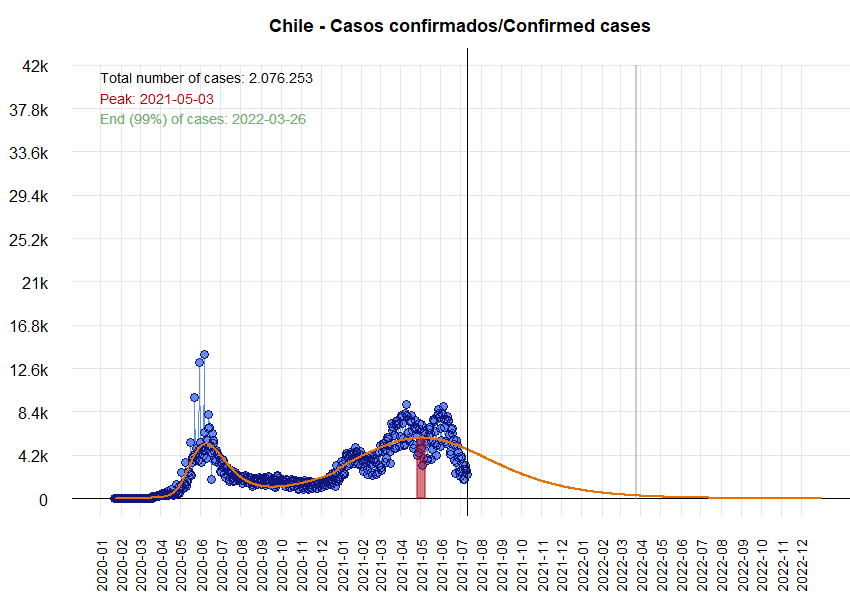 Chile - Casos confirmados/Confirmed cases
Total number of cases: 2.076.253
Peak: 2021-05-03
End (99%) of cases: 2022-03-26
42k
37.8k
33.6k
29.4k
25.2k
21k
16.8k
12.6k
8.4k
4.2k
0
2020-01
2020-02
2020-03
2020-04
2020-05
2020-06
2020-07
2020-08
2020-09
2020-10
2020-11
2020-12
2021-01
2021-02
2021-03
2021-04
2021-05
2021-06
2021-07
2021-08
2021-09
2021-10
2021-11
2021-12
2022-01
2022-02
2022-03
2022-04
2022-05
2022-06
2022-07
2022-08
2022-09
2022-10
2022-11
2022-12